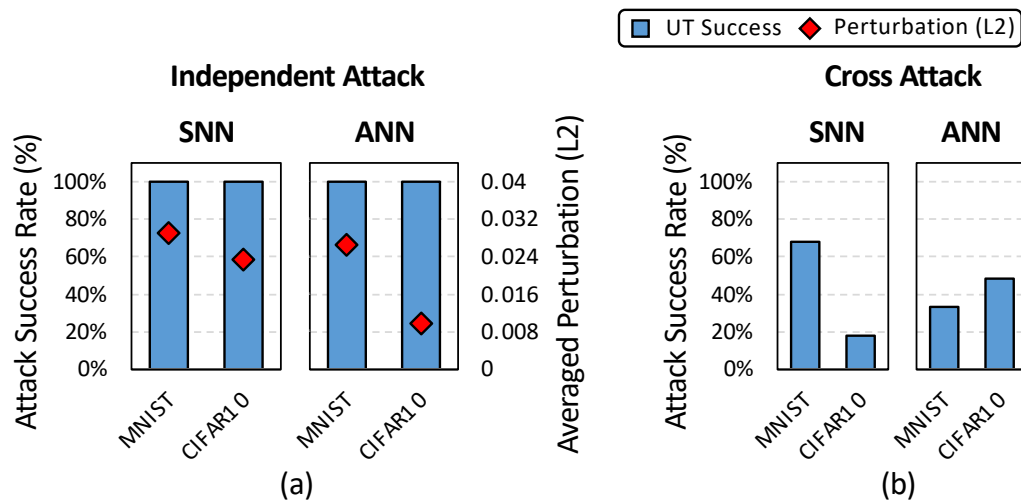 UT Success Perturbation (L2)
Independent Attack
Cross Attack
SNN
ANN
SNN
ANN
Attack Success Rate (%)
100%
80%
60%
40%
20%
0%
0.04
0.032
0.024
0.016
0.008
0
Averaged Perturbation (L2)
MNIST
CIFAR10
MNIST
CIFAR10
(a)
Attack Success Rate (%)
100%
80%
60%
40%
20%
0%
MNIST
CIFAR10
MNIST
CIFAR10
(b)